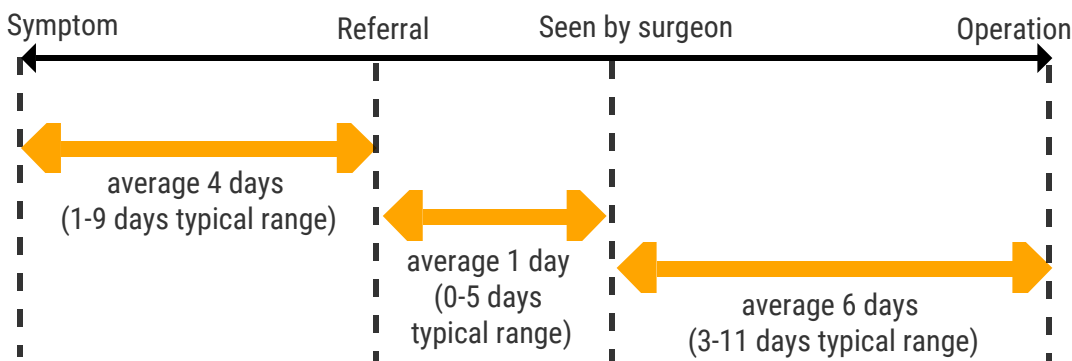 Symptom
Referral
Seen by surgeon
Operation
average 4 days
(1-9 days typical range)
average 1 day
(0-5 days
typical range)
average 6 days
(3-11 days typical range)